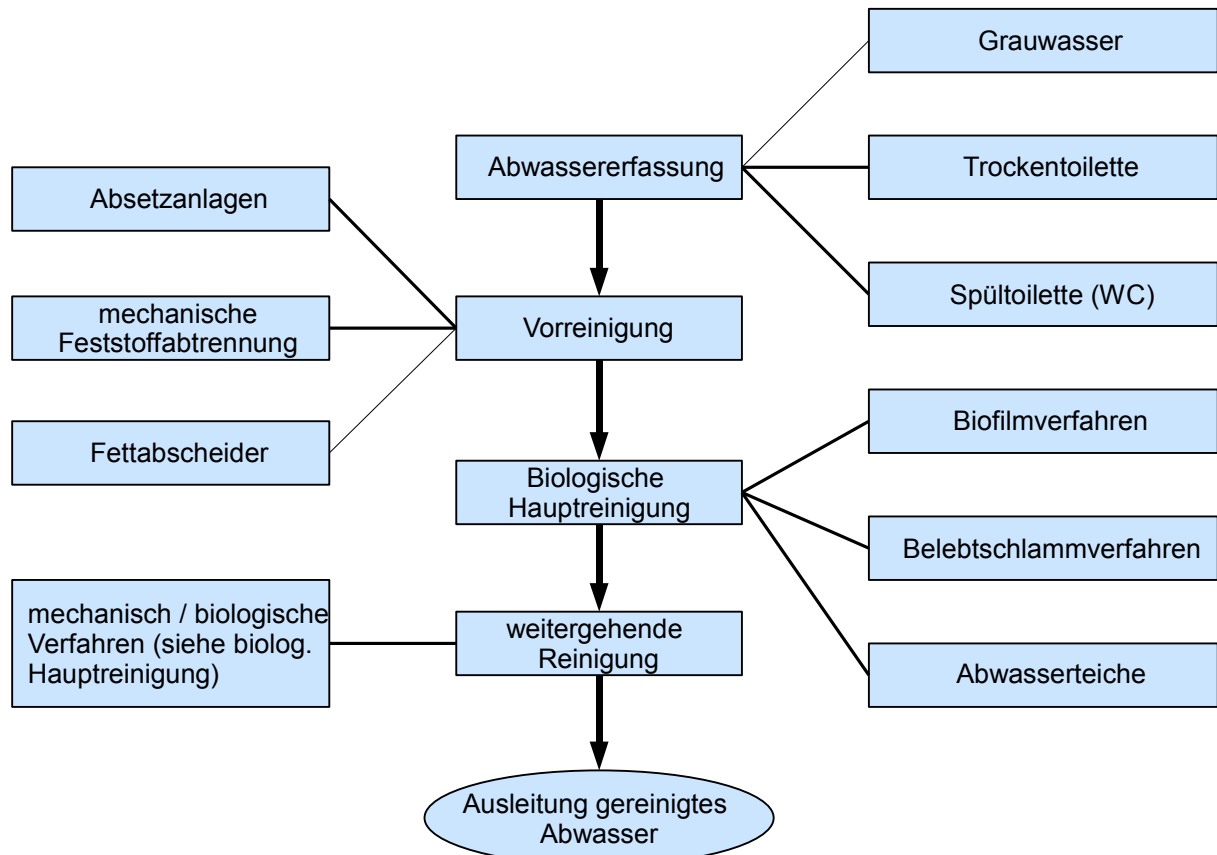 Grauwasser
Abwassererfassung
Trockentoilette
Absetzanlagen
Spültoilette (WC)
mechanische
Feststoffabtrennung
Vorreinigung
Biofilmverfahren
Fettabscheider
Biologische
Hauptreinigung
Belebtschlammverfahren
mechanisch / biologische
Verfahren (siehe biolog.
Hauptreinigung)
weitergehende
Reinigung
Abwasserteiche
Ausleitung gereinigtes
Abwasser